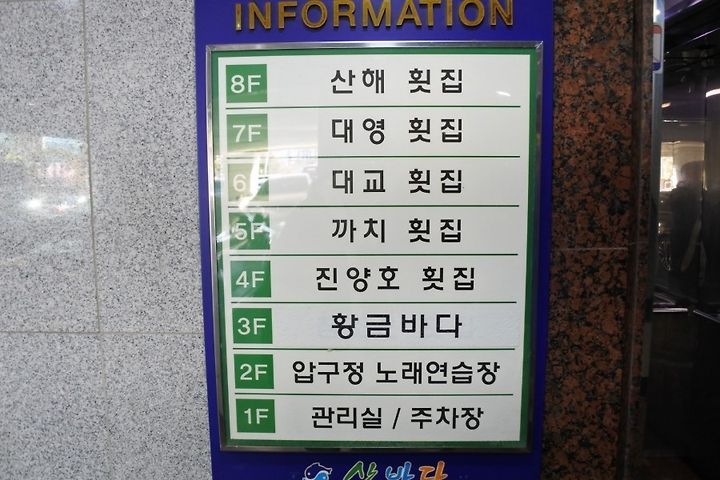 INFORMATION
8F 산해 횟집
7F 대영 횟집
6F 대교 횟집
5F 까치 횟집
4F 진양호 횟집
3F 황금바다
2F 압구정 노래연습장
1F 관리실 / 주차장